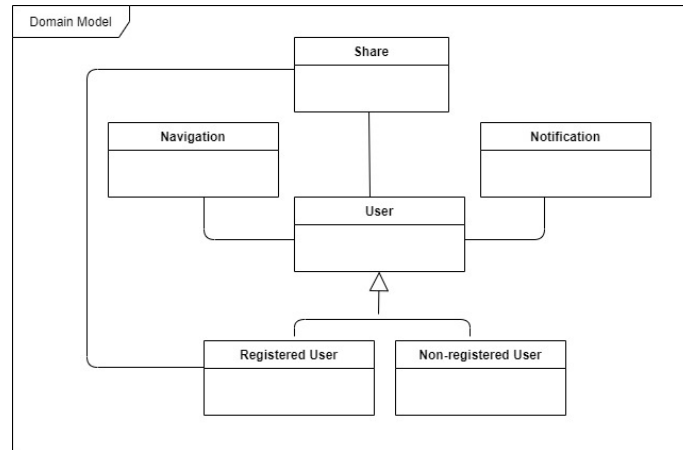 Domain Model
Share
Navigation
Notification
User
Registered User
Non-registered User